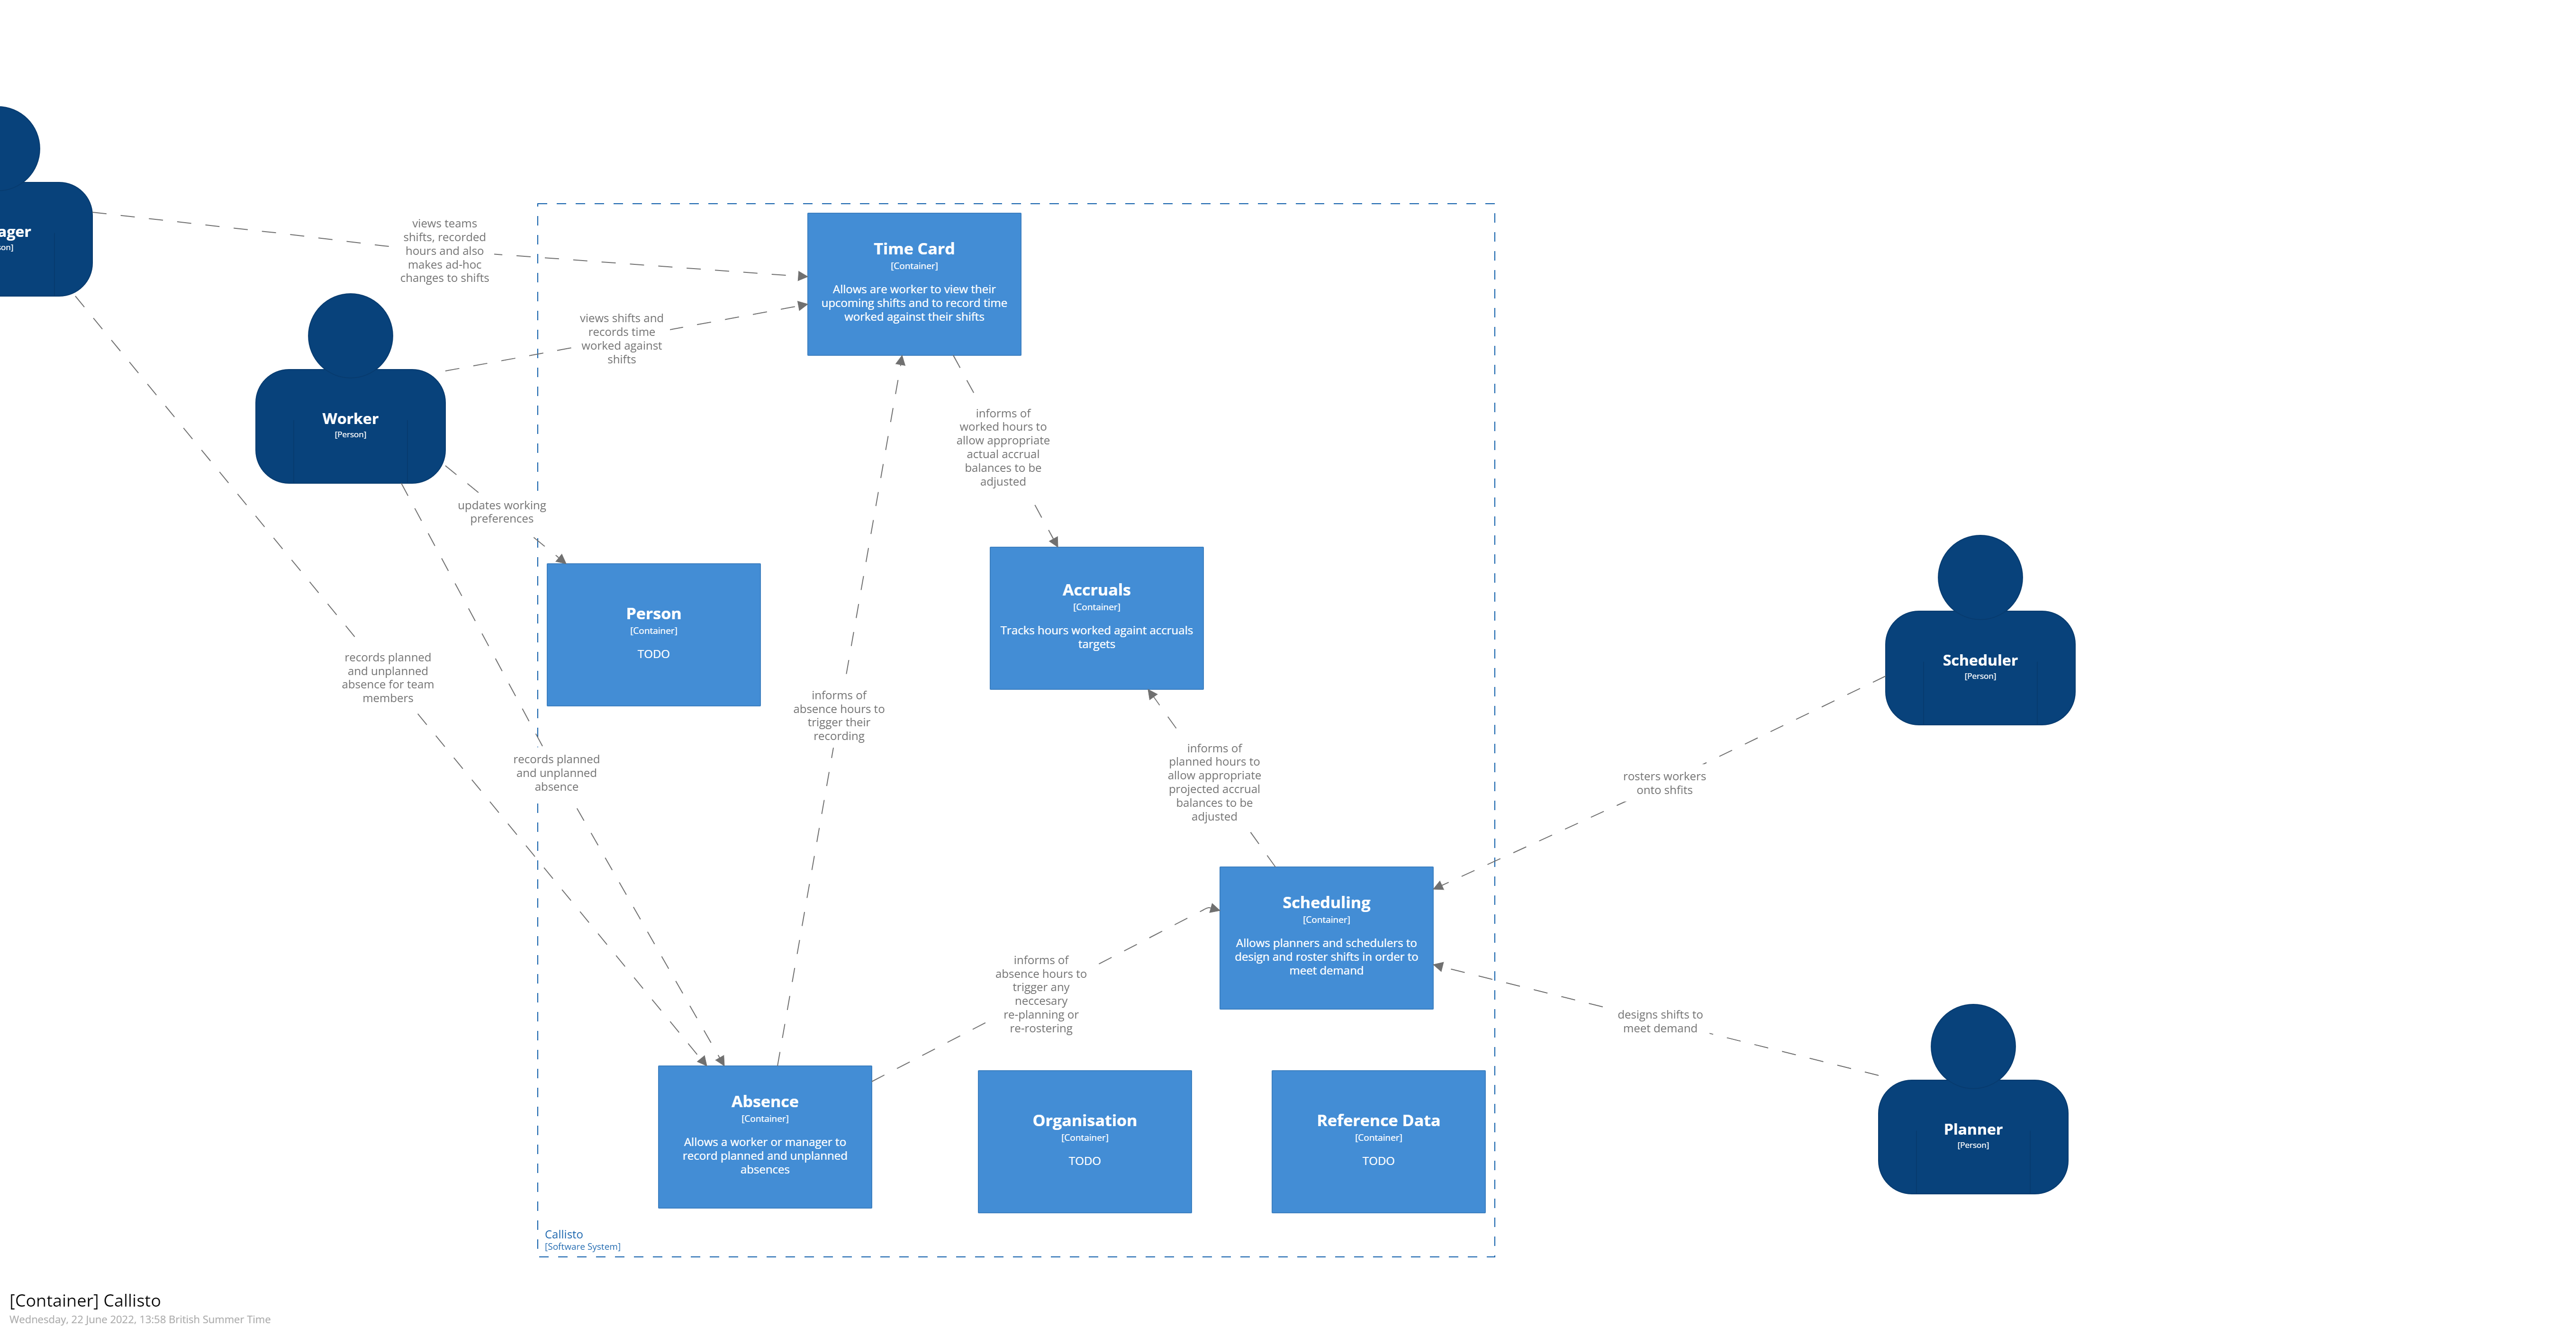 views teams
shifts, recorded
hours and also
makes ad-hoc
changes to shifts
ager
son]
Time Card
[Container]
Allows are worker to view their
upcoming shifts and to record time
worked against their shifts
views shifts and
records time
worked against
shifts
Worker
[Person]
informs of
worked hours to
allow appropriate
actual accrual
balances to be
adjusted
updates working
preferences
Person
[Container]
TODO
Accruals
[Container]
Tracks hours worked againt accruals
targets
Scheduler
[Person]
records planned
and unplanned
absence for team
members
informs of
absence hours to
trigger their
recording
records planned
and unplanned
absence
informs of
planned hours to
allow appropriate
projected accrual
balances to be
adjusted
rosters workers
onto shfits
Scheduling
[Container]
Allows planners and schedulers to
design and roster shifts in order to
meet demand
informs of
absence hours to
trigger any
neccesary
re-planning or
re-rostering
designs shifts to
meet demand
Absence
[Container]
Allows a worker or manager to
record planned and unplanned
absences
Organisation
[Container]
TODO
Reference Data
[Container]
TODO
Planner
[Person]
Callisto
[Software System]
[Container] Callisto
Wednesday, 22 June 2022, 13:58 British Summer Time